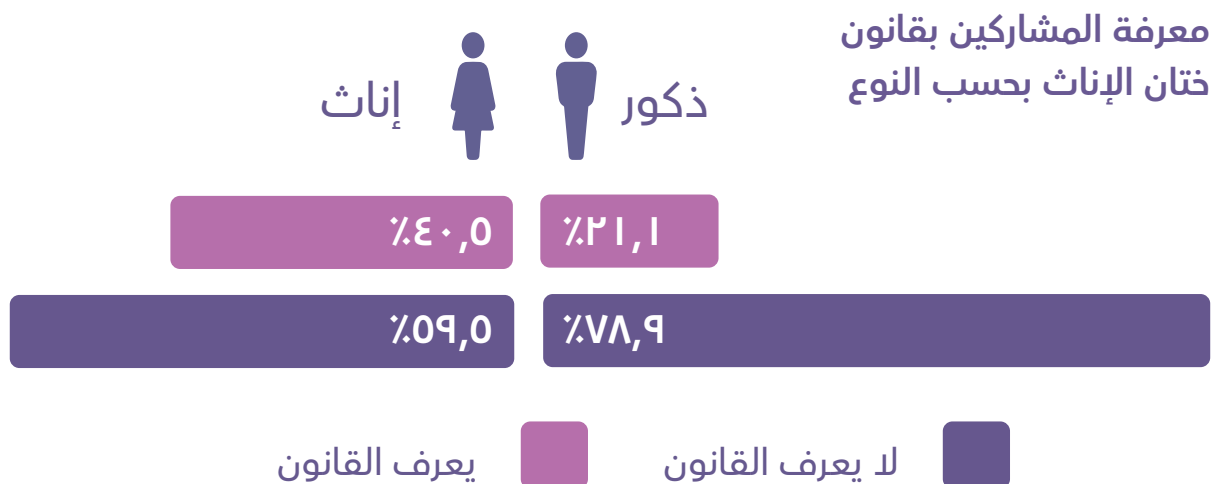 معرفة المشاركين بقانون
ختان الإناث بحسب النوع
ذكور
إناث
٪٢١,١
٪٤٠,٥
٪٧٨,٩
٪٥٩,٥
لا يعرف القانون
يعرف القانون